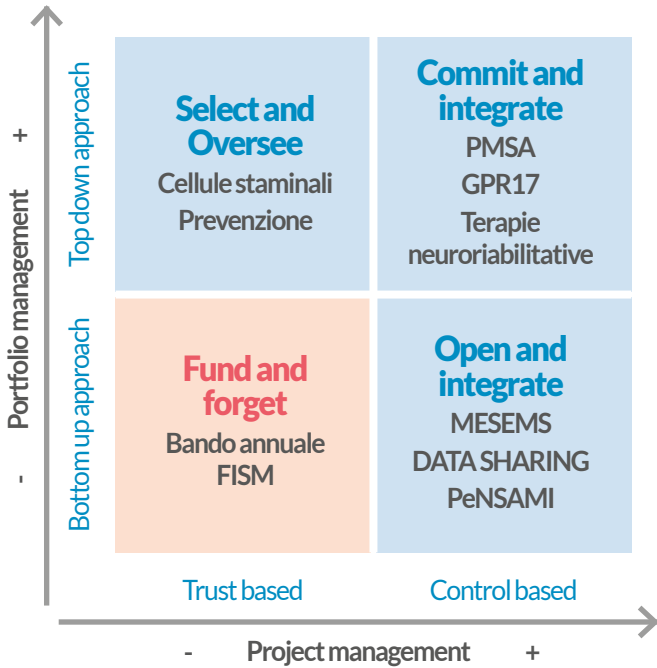 Portfolio management
+
-
Top down approach
Bottom up approach
Select and
Oversee
Cellule staminali
Prevenzione
Commit and
integrate
PMSA
GPR17
Terapie
neuroriabilitative
Fund and
forget
Bando annuale
FISM
Open and
integrate
MESEMS
DATA SHARING
PeNSAMI
Trust based
Control based
- Project management +